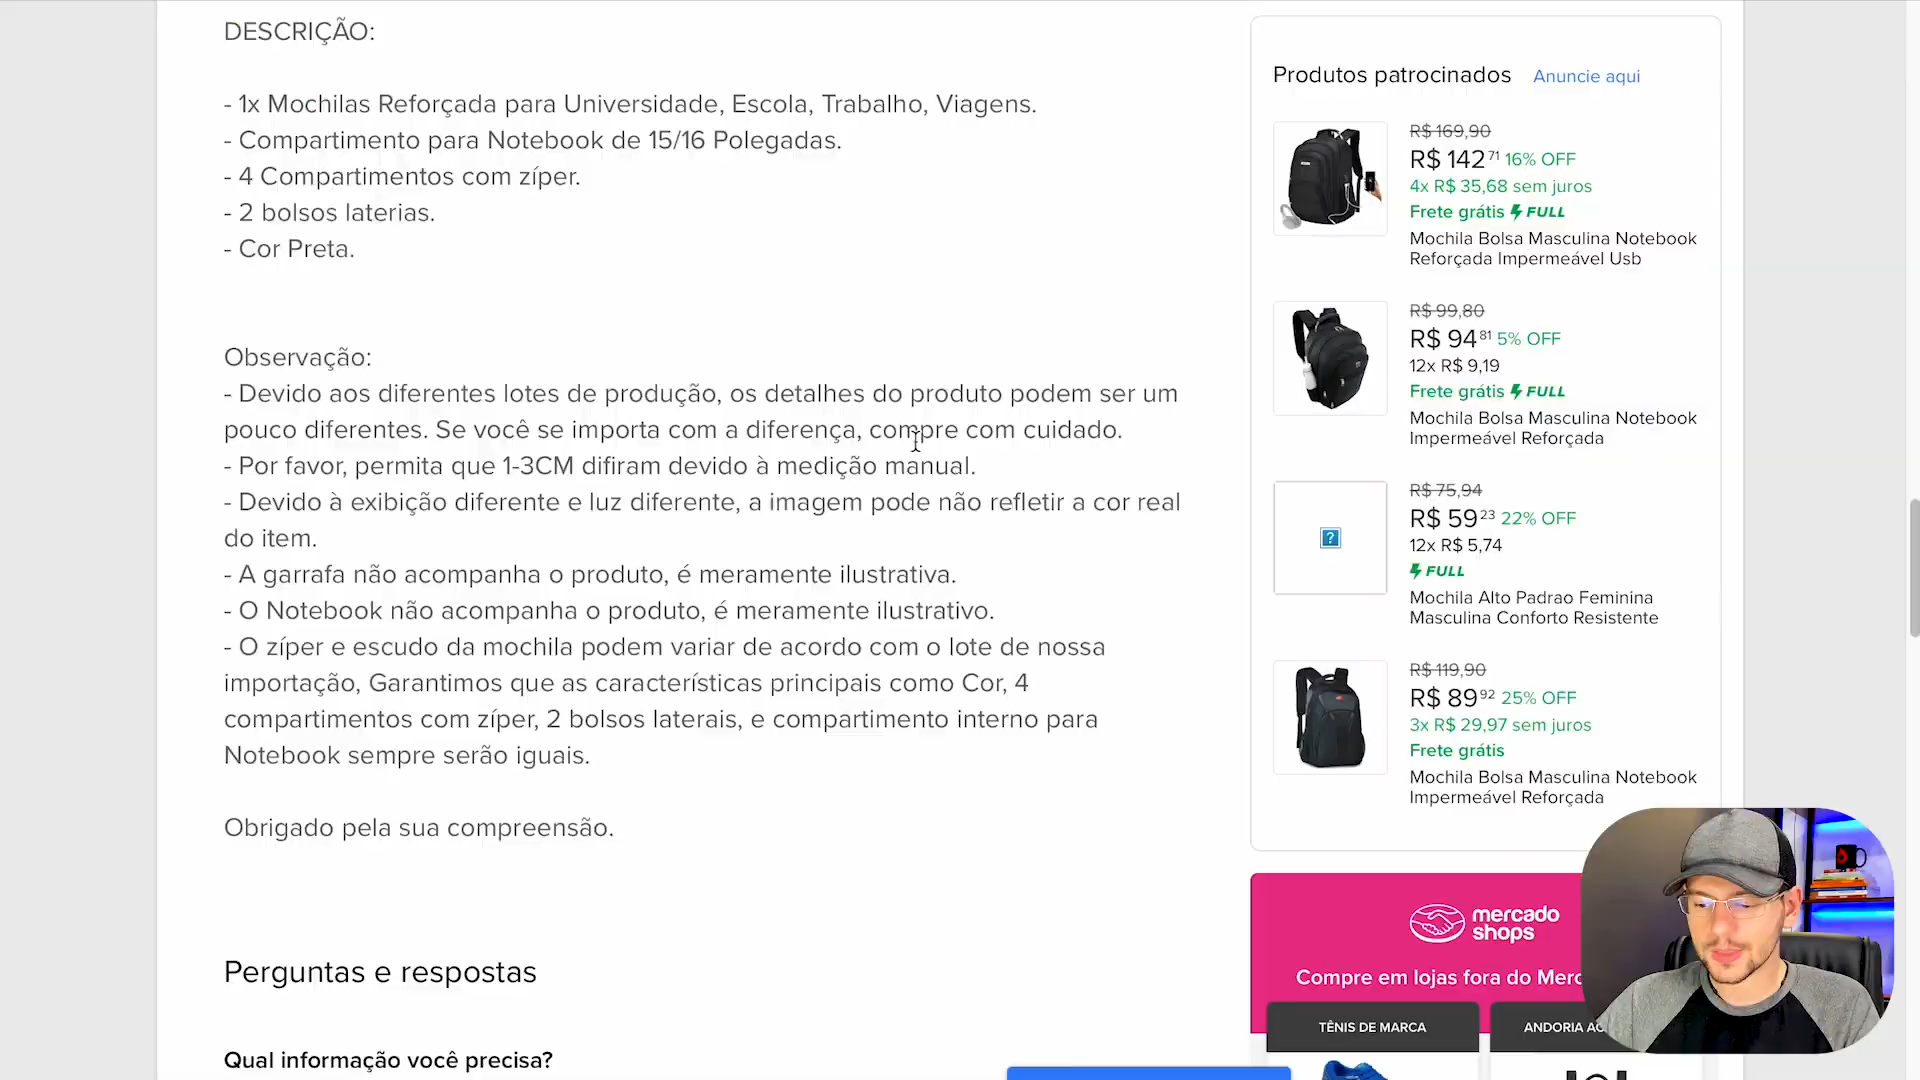 DESCRIÇÃO:
- 1x Mochilas Reforçada para Universidade, Escola, Trabalho, Viagens.
- Compartimento para Notebook de 15/16 Polegadas.
- 4 Compartimentos com zíper.
- 2 bolsos laterias.
- Cor Preta.
Observação:
- Devido aos diferentes lotes de produção, os detalhes do produto podem ser um
pouco diferentes. Se você se importa com a diferença, compre com cuidado.
- Por favor, permita que 1-3CM difiram devido à medição manual.
- Devido à exibição diferente e luz diferente, a imagem pode não refletir a cor real
do item.
- A garrafa não acompanha o produto, é meramente ilustrativa.
- O Notebook não acompanha o produto, é meramente ilustrativo.
- O zíper e escudo da mochila podem variar de acordo com o lote de nossa
importação, Garantimos que as características principais como Cor, 4
compartimentos com zíper, 2 bolsos laterais, e compartimento interno para
Notebook sempre serão iguais.
Obrigado pela sua compreensão.
Perguntas e respostas
Qual informação você precisa?
Produtos patrocinados Anuncie aqui
R$ 169,90
R$ 142 71 16% OFF
4x R$ 35,68 sem juros
Frete grátis FULL
Mochila Bolsa Masculina Notebook
Reforçada Impermeável Usb
R$ 99,80
R$ 94 81 5% OFF
12x R$ 9,19
Frete grátis FULL
Mochila Bolsa Masculina Notebook
Impermeável Reforçada
R$ 75,94
R$ 59 23 22% OFF
12x R$ 5,74
FULL
Mochila Alto Padrao Feminina
Masculina Conforto Resistente
R$ 119,90
R$ 89 92 25% OFF
3x R$ 29,97 sem juros
Frete grátis
Mochila Bolsa Masculina Notebook
Impermeável Reforçada
mercado
shops
Compre em lojas fora do Merc
TÊNIS DE MARCA
ANDORIA AC